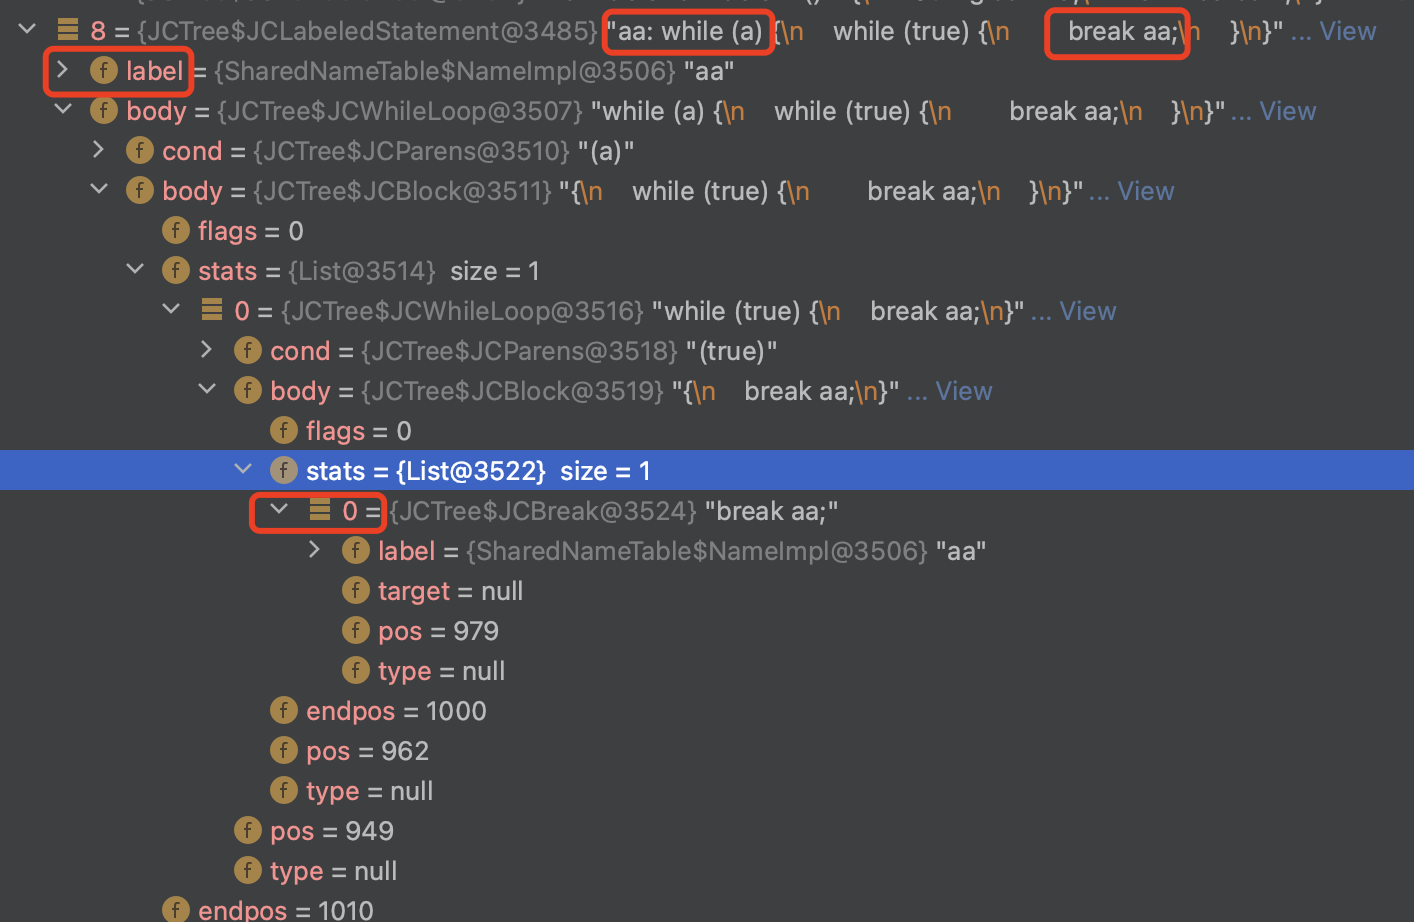 8 = {JCTree$JCLabeledStatement@3485} "aa: while (a) {\n    while (true) {\n        break aa;\n    }\n}" ... View
label = {SharedNameTable$NameImpl@3506} "aa"
body = {JCTree$JCWhileLoop@3507} "while (a) {\n    while (true) {\n        break aa;\n    }\n}" ... View
cond = {JCTree$JCParens@3510} "(a)"
body = {JCTree$JCBlock@3511} "{\n    while (true) {\n        break aa;\n    }\n}" ... View
f flags = 0
f stats = {List@3514} size = 1
0 = {JCTree$JCWhileLoop@3516} "while (true) {\n    break aa;\n}" ... View
f cond = {JCTree$JCParens@3518} "(true)"
f body = {JCTree$JCBlock@3519} "{\n    break aa;\n}" ... View
f flags = 0
f stats = {List@3522} size = 1
0 = {JCTree$JCBreak@3524} "break aa;"
f label = {SharedNameTable$NameImpl@3506} "aa"
f target = null
f pos = 979
f type = null
f endpos = 1000
f pos = 962
f type = null
f pos = 949
f type = null
f endpos = 1010